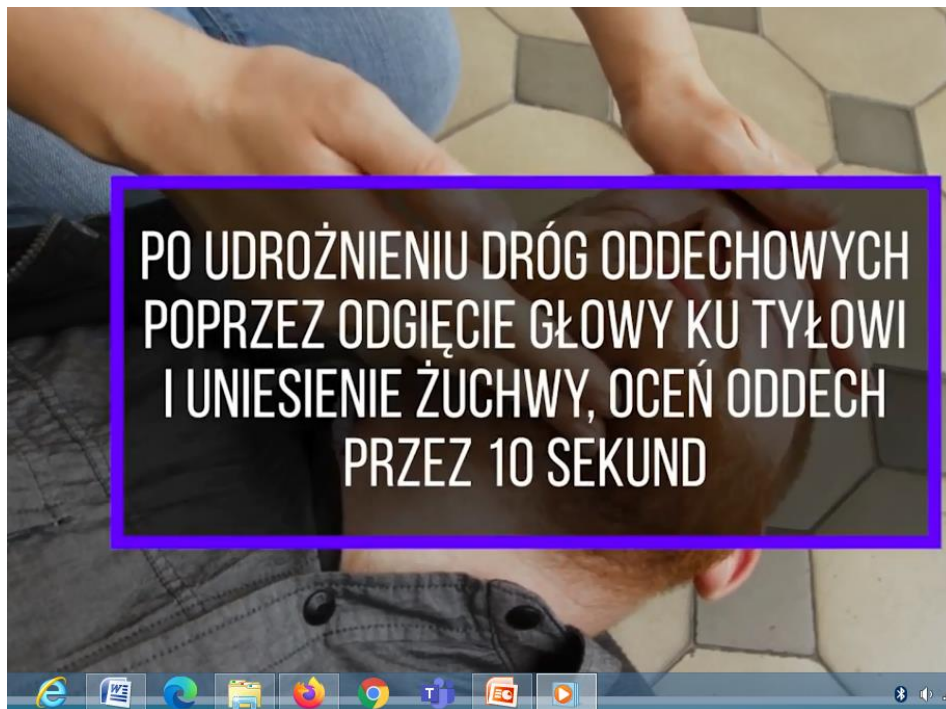 PO UDROŻNIENIU DRÓG ODDECHOWYCH
POPRZEZ ODGIĘCIE GŁOWY KU TYŁOWI
I UNIESIENIE ŻUCHWY, OCEŃ ODDECH
PRZEZ 10 SEKUND